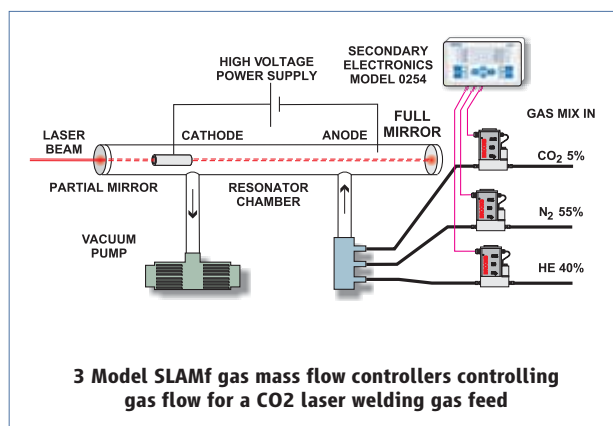 HIGH VOLTAGE
POWER SUPPLY
SECONDARY
ELECTRONICS
MODEL 0254
GAS MIX IN
LASER
BEAM
CATHODE
ANODE
FULL
MIRROR
CO2 5%
PARTIAL MIRROR
RESONATOR
CHAMBER
N2 55%
VACUUM
PUMP
HE 40%
3 Model SLAMf gas mass flow controllers controlling
gas flow for a CO2 laser welding gas feed